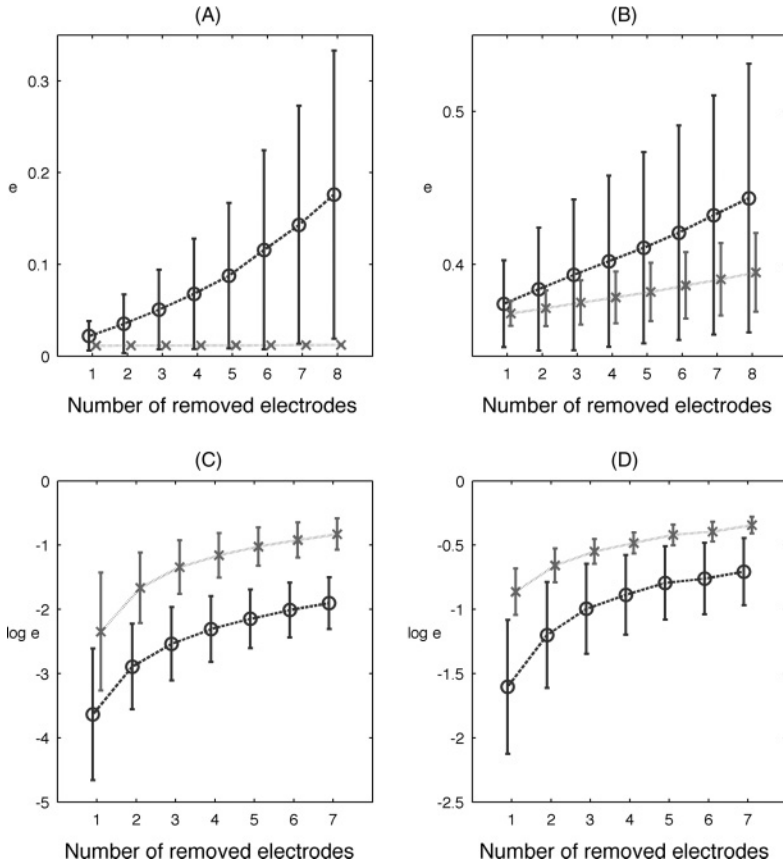 (A) (B)
0.3
0.2
e
0.1
0
1 2 3 4 5 6 7 8
Number of removed electrodes
0.5
e
0.4
1 2 3 4 5 6 7 8
Number of removed electrodes
(C) (D)
0
-1
-2
log e
-3
-4
-5
1 2 3 4 5 6 7
Number of removed electrodes
0
-0.5
-1
log e
-1.5
-2
-2.5
1 2 3 4 5 6 7
Number of removed electrodes